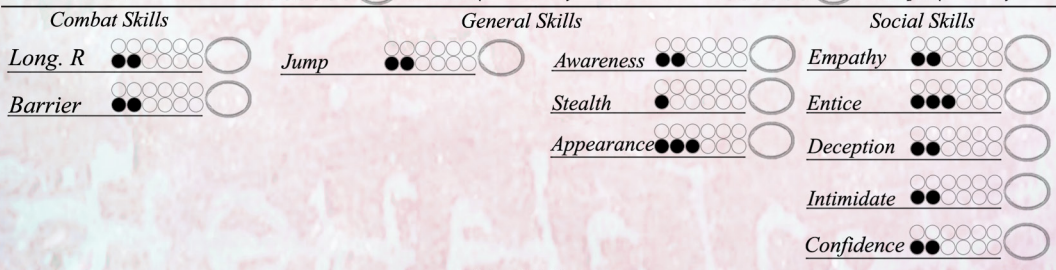 Combat Skills
General Skills
Social Skills
Long. R
Jump
Awareness
Empathy
Barrier
Stealth
Entice
Appearance
Deception
Intimidate
Confidence